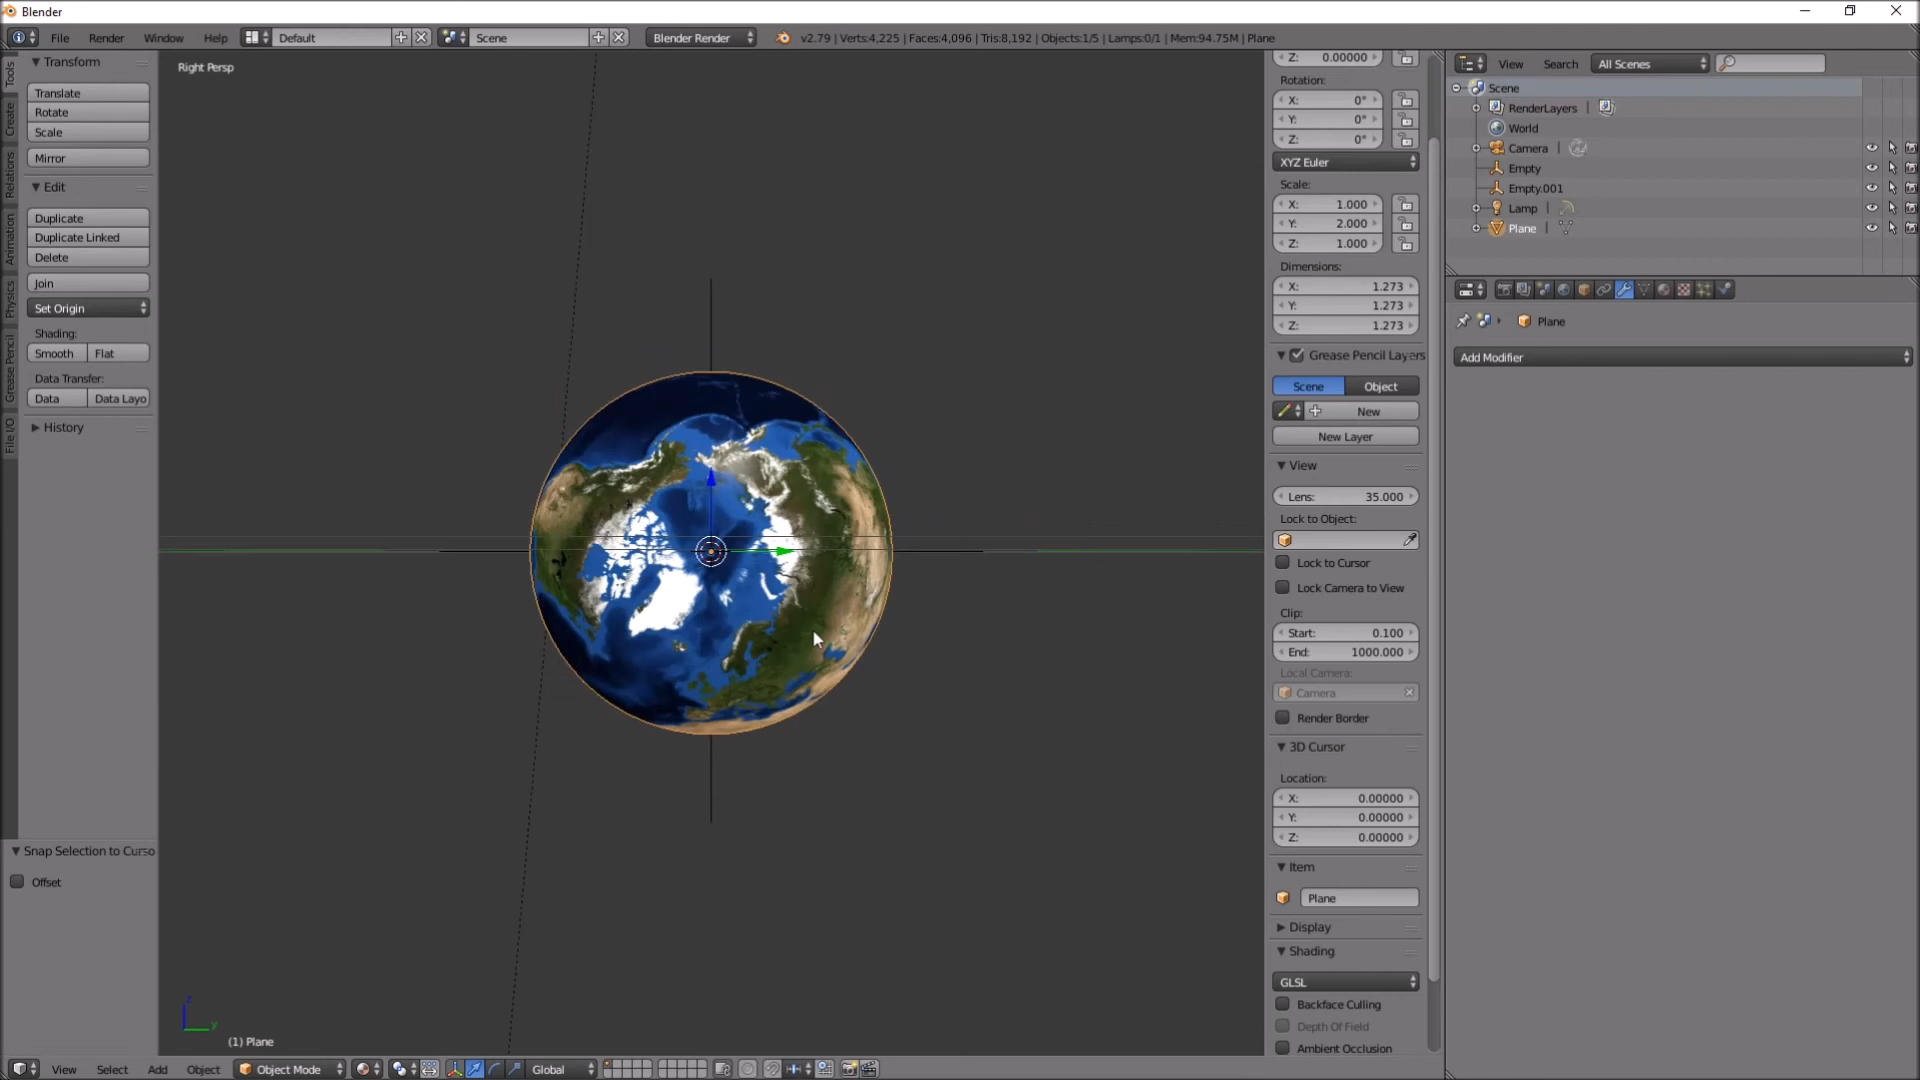 Blender
File Render Window Help Default Scene Blender Render v2.79 | Verts:4,225 | Faces:4,096 | Tris:8,192 | Objects:1/5 | Lamps:0/1 | Mem:94.75M | Plane
Tools
Create
Relations
Animation
Physics
Grease Pencil
File I/O
Transform
Translate
Rotate
Scale
Mirror
Edit
Duplicate
Duplicate Linked
Delete
Join
Set Origin
Shading:
Smooth Flat
Data Transfer:
Data Data Layo
History
Snap Selection to Curso
Offset
Right Persp
z
y
(1) Plane
Z: 0.00000
Rotation:
X: 0°
Y: 0°
Z: 0°
XYZ Euler
Scale:
X: 1.000
Y: 2.000
Z: 1.000
Dimensions:
X: 1.273
Y: 1.273
Z: 1.273
Grease Pencil Layers
Scene Object
New
New Layer
View
Lens: 35.000
Lock to Object:
Lock to Cursor
Lock Camera to View
Clip:
Start: 0.100
End: 1000.000
Local Camera:
Camera
Render Border
3D Cursor
Location:
X: 0.00000
Y: 0.00000
Z: 0.00000
Item
Plane
Display
Shading
GLSL
Backface Culling
Depth Of Field
Ambient Occlusion
View Search All Scenes
Scene
RenderLayers
World
Camera
Empty
Empty.001
Lamp
Plane
Plane
Add Modifier
View Select Add Object Object Mode Global